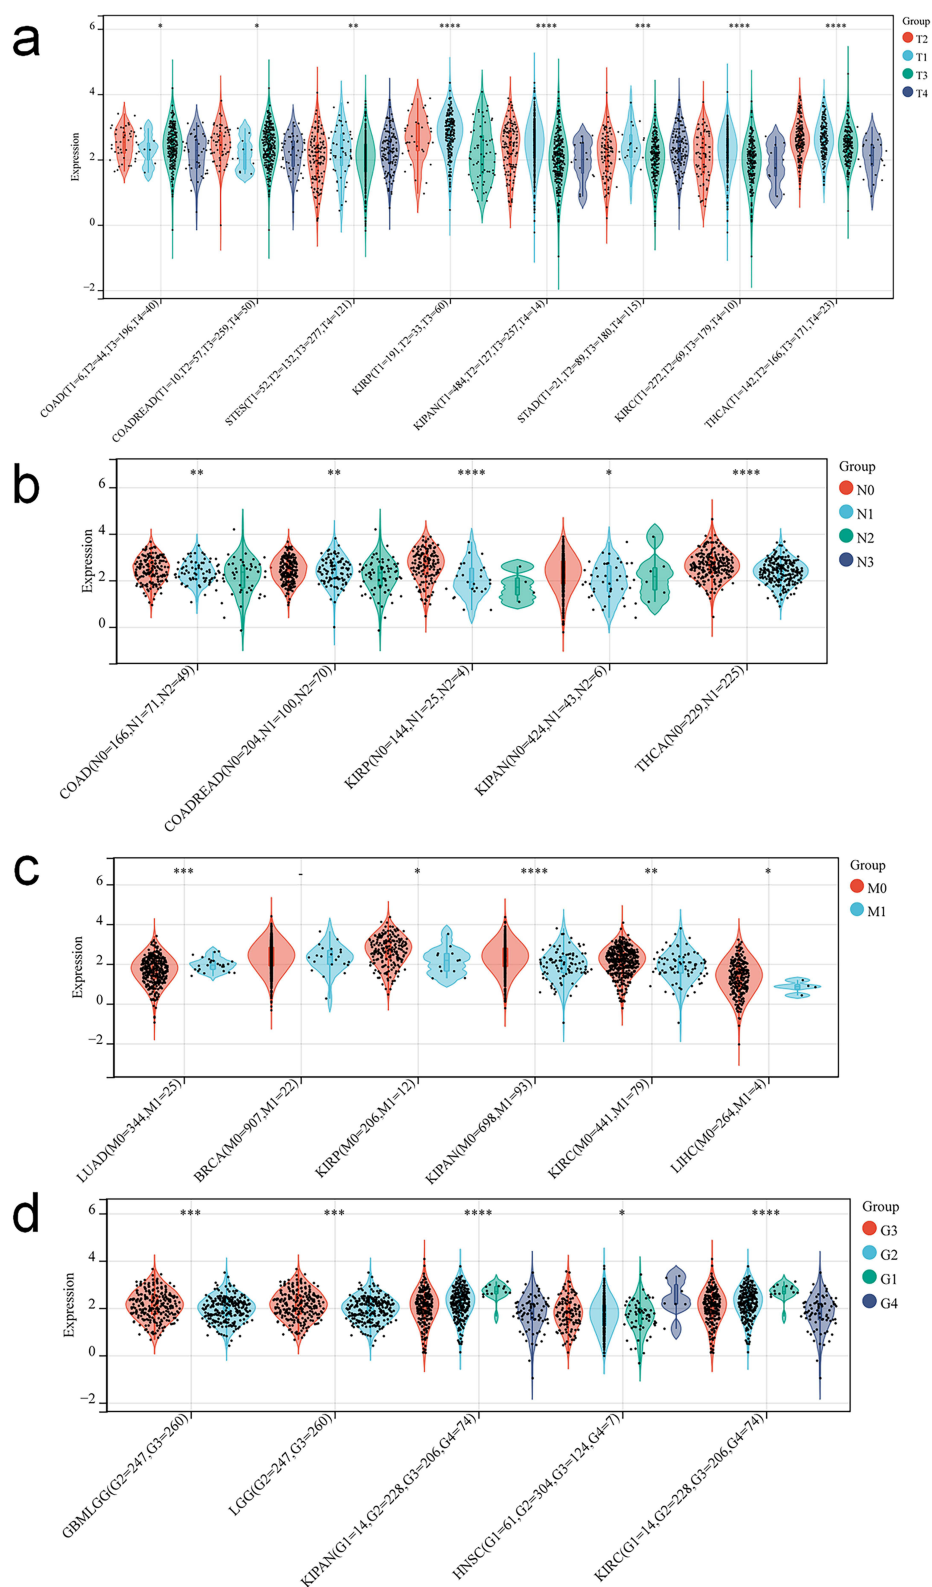 a
* * ** **** **** *** **** ****
Group
T2
T1
T3
T4
Expression
6
4
2
0
−2
COAD(T1=6,T2=44,T3=196,T4=40)
COADREAD(T1=10,T2=57,T3=259,T4=50)
STES(T1=52,T2=132,T3=277,T4=121)
KIRP(T1=191,T2=33,T3=60)
KIPAN(T1=484,T2=127,T3=257,T4=14)
STAD(T1=21,T2=89,T3=180,T4=115)
KIRC(T1=272,T2=69,T3=179,T4=10)
THCA(T1=142,T2=166,T3=171,T4=23)
b
** ** **** * ****
Group
N0
N1
N2
N3
Expression
6
4
2
0
COAD(N0=166,N1=71,N2=49)
COADREAD(N0=204,N1=100,N2=70)
KIRP(N0=144,N1=25,N2=4)
KIPAN(N0=424,N1=43,N2=6)
THCA(N0=229,N1=225)
c
*** - * **** ** *
Group
M0
M1
Expression
6
4
2
0
−2
LUAD(M0=344,M1=25)
BRCA(M0=907,M1=22)
KIRP(M0=206,M1=12)
KIPAN(M0=698,M1=93)
KIRC(M0=441,M1=79)
LIHC(M0=264,M1=4)
d
*** *** **** * ****
Group
G3
G2
G1
G4
Expression
6
4
2
0
−2
GBMLGG(G2=247,G3=260)
LGG(G2=247,G3=260)
KIPAN(G1=14,G2=228,G3=206,G4=74)
HNSC(G1=61,G2=304,G3=124,G4=7)
KIRC(G1=14,G2=228,G3=206,G4=74)